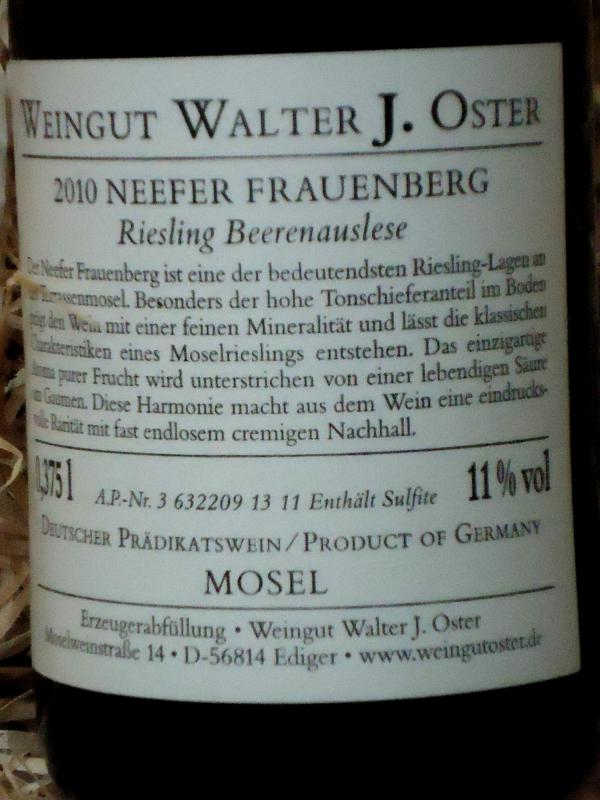 WEINGUT WALTER J. OSTER
2010 NEEFER FRAUENBERG
Riesling Beerenauslese
Der Neefer Frauenberg ist eine der bedeutendsten Riesling-Lagen an
der Terrassenmosel. Besonders der hohe Tonschieferanteil im Boden
prägt den Wein mit einer feinen Mineralität und lässt die klassischen
Charakteristiken eines Moselrieslings entstehen. Das einzigartige
Aroma purer Frucht wird unterstrichen von einer lebendigen Säure
am Gaumen. Diese Harmonie macht aus dem Wein eine eindrucks-
volle Rarität mit fast endlosem cremigen Nachhall.
0,375 l A.P.-Nr. 3 632209 13 11 Enthält Sulfite 11 % vol
DEUTSCHER PRÄDIKATSWEIN / PRODUCT OF GERMANY
MOSEL
Erzeugerabfüllung • Weingut Walter J. Oster
Moselweinstraße 14 • D-56814 Ediger • www.weingutoster.de